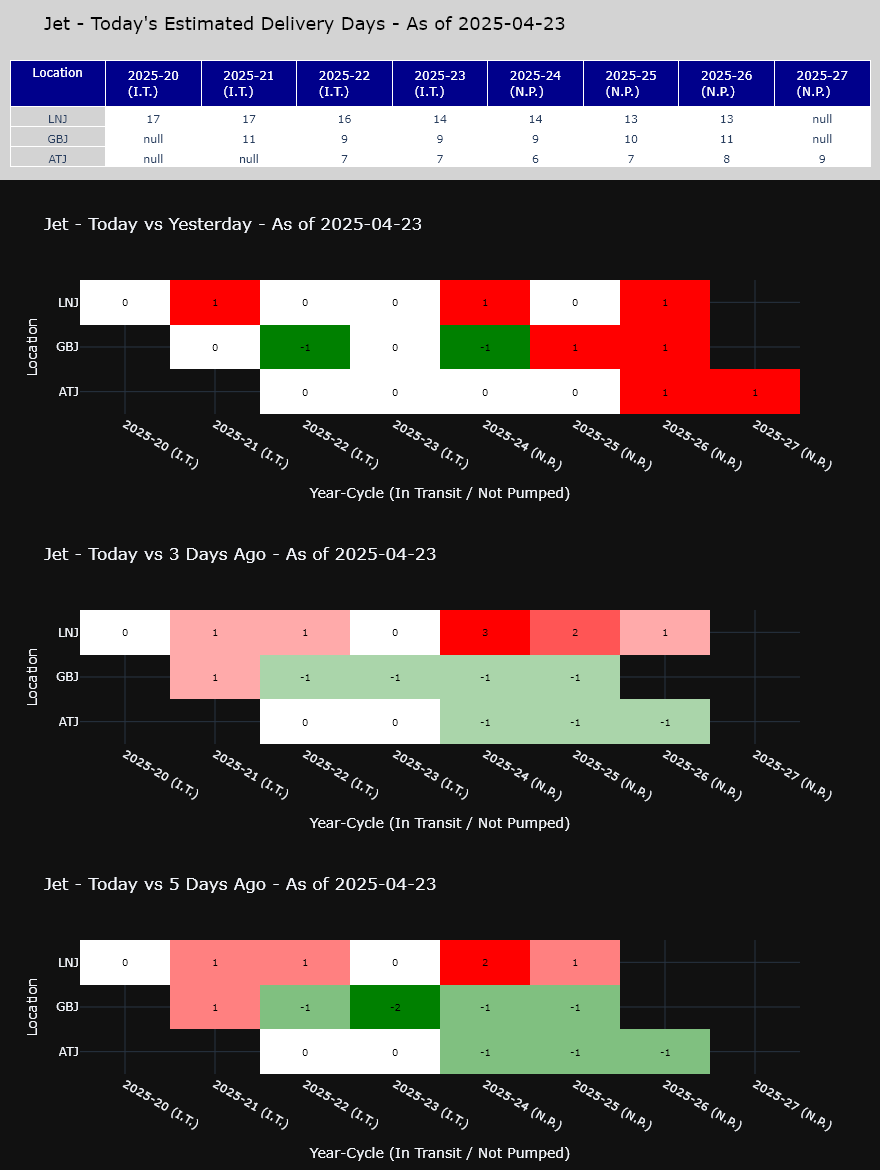 Jet - Today's Estimated Delivery Days - As of 2025-04-23
Location 2025-20 (I.T.) 2025-21 (I.T.) 2025-22 (I.T.) 2025-23 (I.T.) 2025-24 (N.P.) 2025-25 (N.P.) 2025-26 (N.P.) 2025-27 (N.P.)
LNJ 17 17 16 14 14 13 13 null
GBJ null 11 9 9 9 10 11 null
ATJ null null 7 7 6 7 8 9
Jet - Today vs Yesterday - As of 2025-04-23
Location
LNJ 0 1 0 0 1 0 1
GBJ 0 -1 0 -1 1 1
ATJ 0 0 0 0 1 1
2025-20 (I.T.) 2025-21 (I.T.) 2025-22 (I.T.) 2025-23 (I.T.) 2025-24 (N.P.) 2025-25 (N.P.) 2025-26 (N.P.) 2025-27 (N.P.)
Year-Cycle (In Transit / Not Pumped)
Jet - Today vs 3 Days Ago - As of 2025-04-23
Location
LNJ 0 1 1 0 3 2 1
GBJ 1 -1 -1 -1 -1
ATJ 0 0 -1 -1 -1
2025-20 (I.T.) 2025-21 (I.T.) 2025-22 (I.T.) 2025-23 (I.T.) 2025-24 (N.P.) 2025-25 (N.P.) 2025-26 (N.P.) 2025-27 (N.P.)
Year-Cycle (In Transit / Not Pumped)
Jet - Today vs 5 Days Ago - As of 2025-04-23
Location
LNJ 0 1 1 0 2 1
GBJ 1 -1 -2 -1 -1
ATJ 0 0 -1 -1 -1
2025-20 (I.T.) 2025-21 (I.T.) 2025-22 (I.T.) 2025-23 (I.T.) 2025-24 (N.P.) 2025-25 (N.P.) 2025-26 (N.P.) 2025-27 (N.P.)
Year-Cycle (In Transit / Not Pumped)